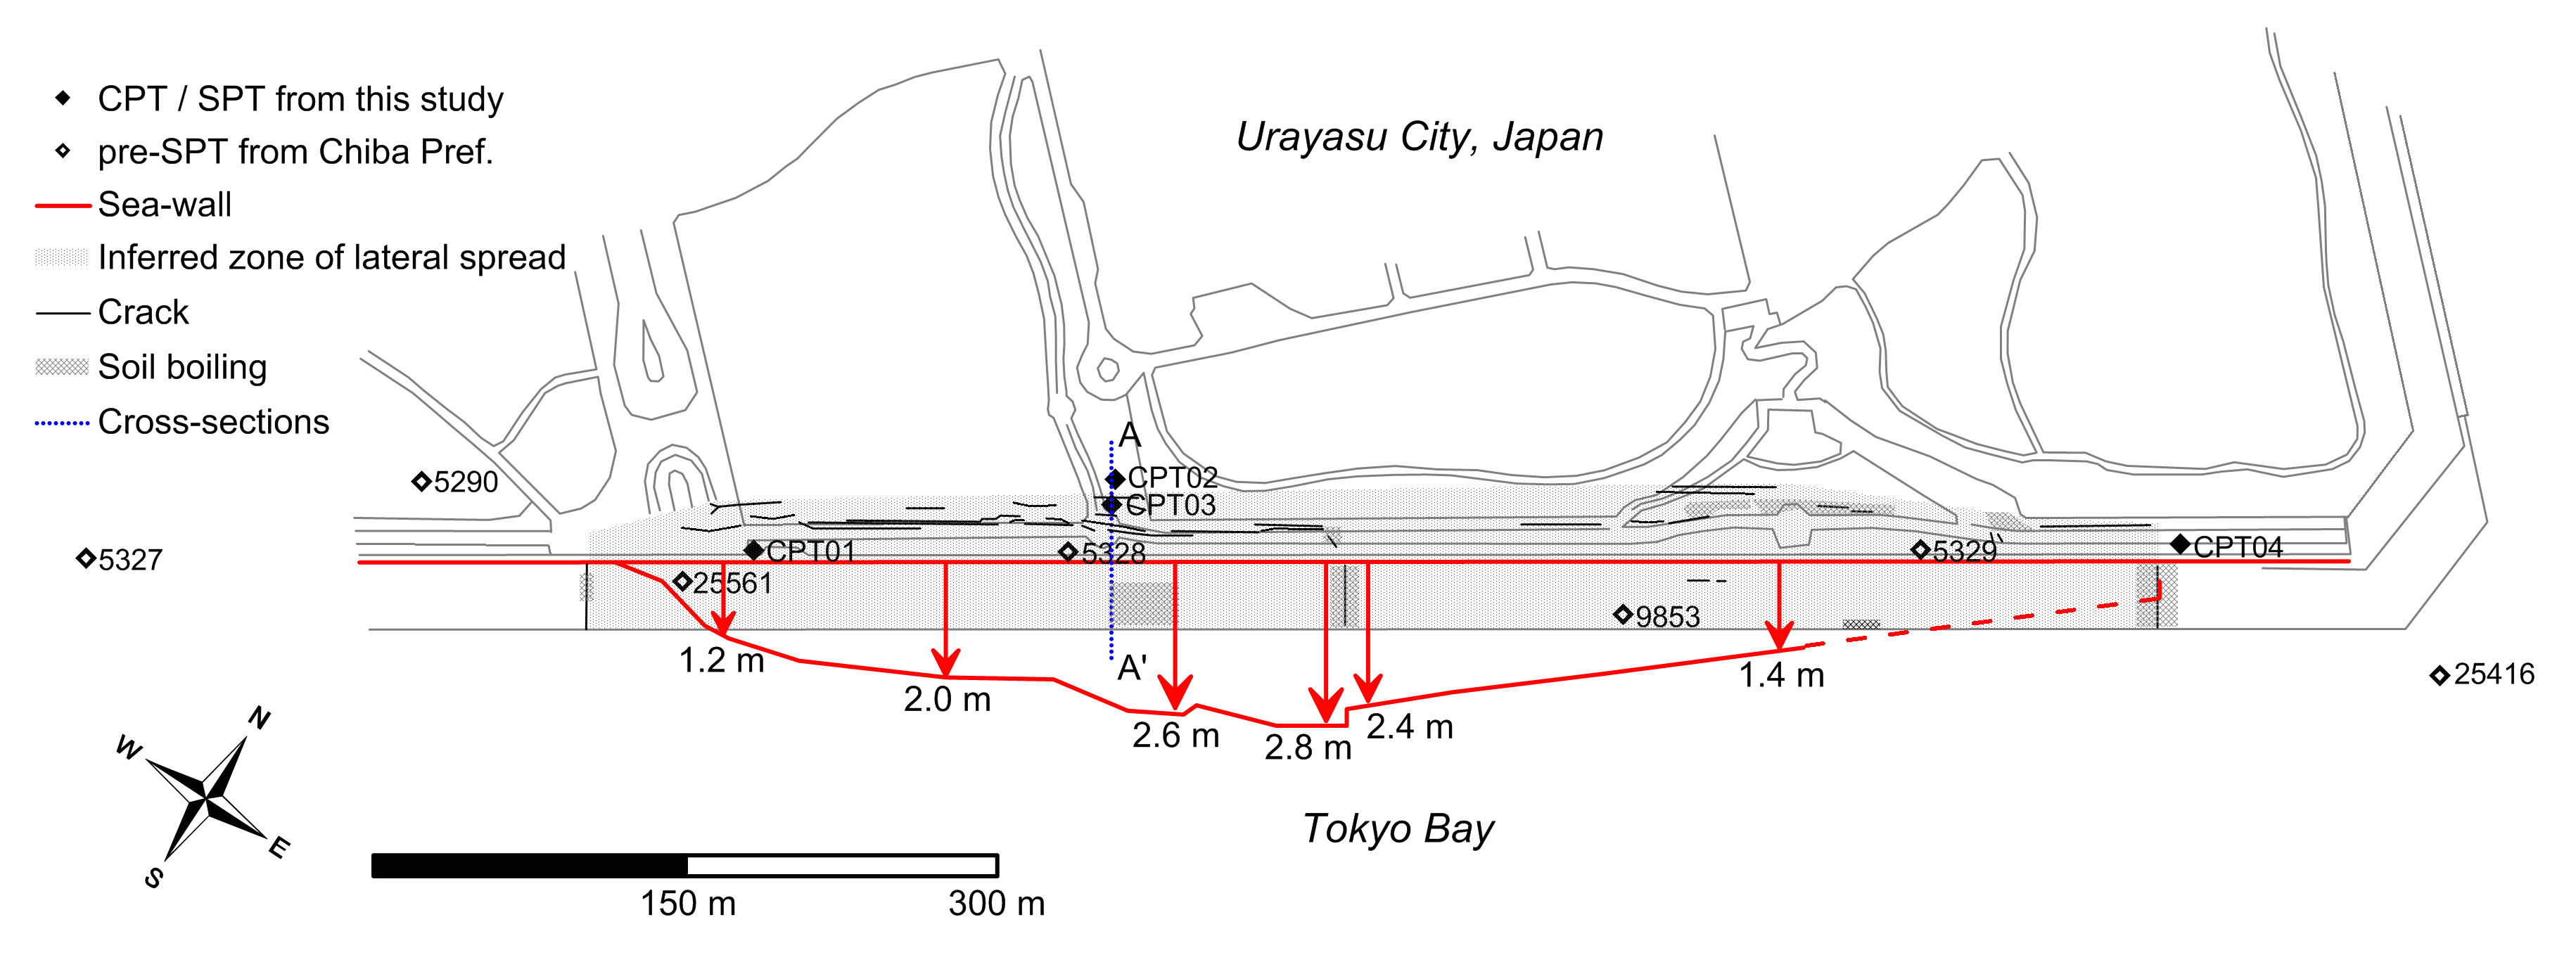 CPT / SPT from this study
pre-SPT from Chiba Pref.
Sea-wall
Inferred zone of lateral spread
Crack
Soil boiling
Cross-sections
Urayasu City, Japan
A
CPT02
5290
CPT03
CPT01
5328
5329
CPT04
5327
25561
9853
1.2 m
A'
1.4 m
25416
2.0 m
2.6 m
2.8 m
2.4 m
N
W
E
S
Tokyo Bay
150 m
300 m